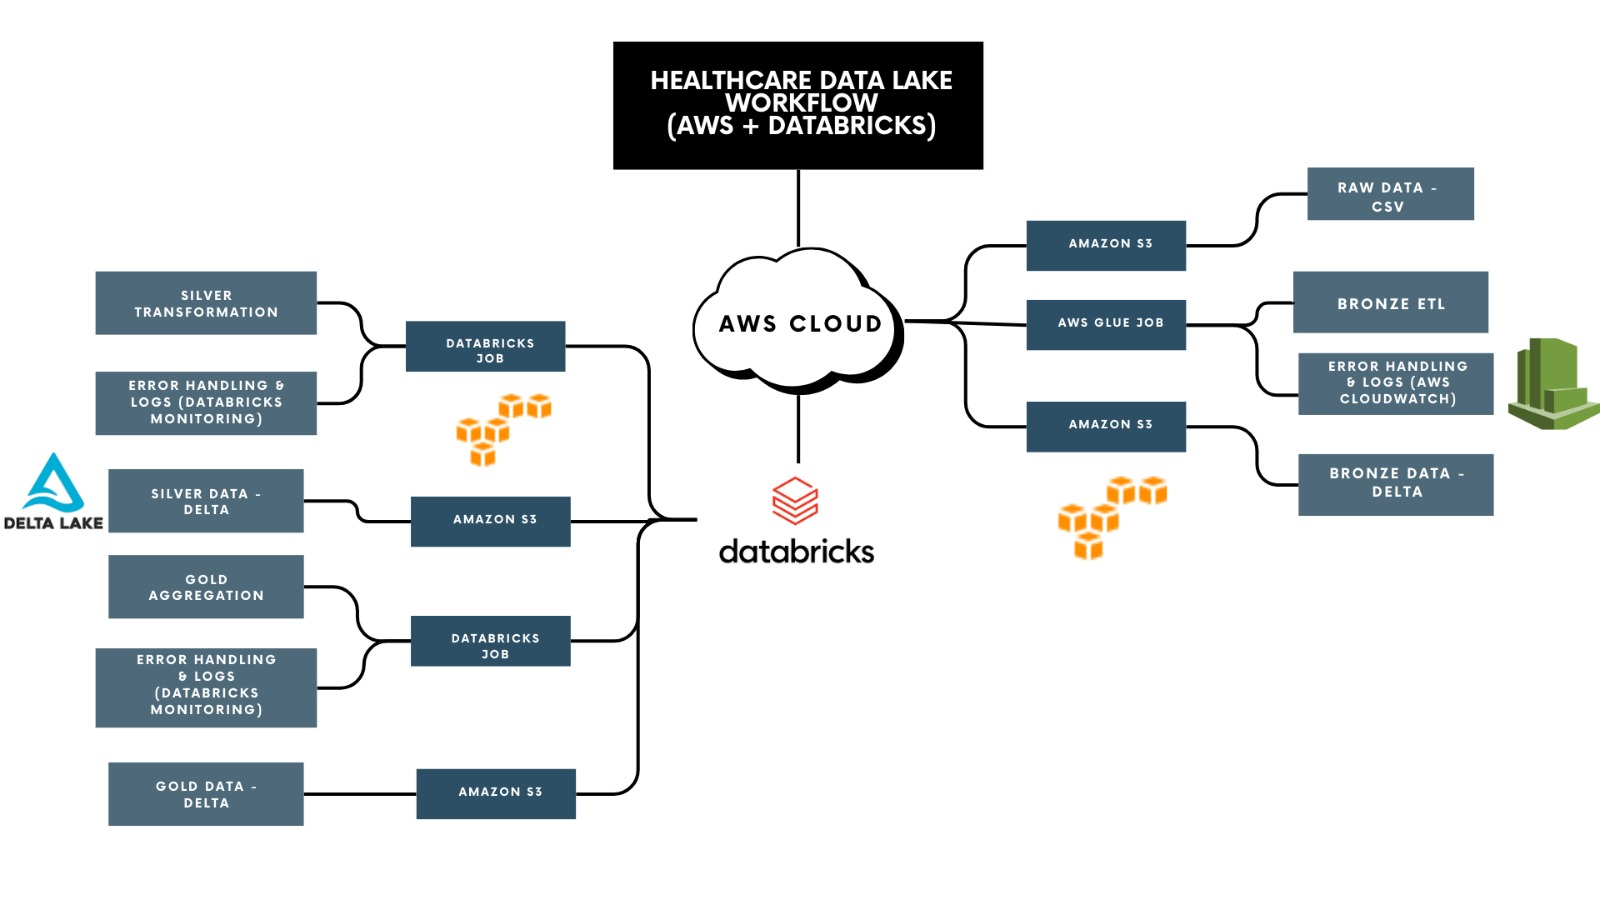 HEALTHCARE DATA LAKE
WORKFLOW
(AWS + DATABRICKS)
AWS CLOUD
databricks
AMAZON S3
RAW DATA -
CSV
AWS GLUE JOB
BRONZE ETL
ERROR HANDLING
& LOGS (AWS
CLOUDWATCH)
AMAZON S3
BRONZE DATA -
DELTA
DATABRICKS
JOB
SILVER
TRANSFORMATION
ERROR HANDLING &
LOGS (DATABRICKS
MONITORING)
AMAZON S3
SILVER DATA -
DELTA
DELTA LAKE
DATABRICKS
JOB
GOLD
AGGREGATION
ERROR HANDLING
& LOGS
(DATABRICKS
MONITORING)
AMAZON S3
GOLD DATA -
DELTA